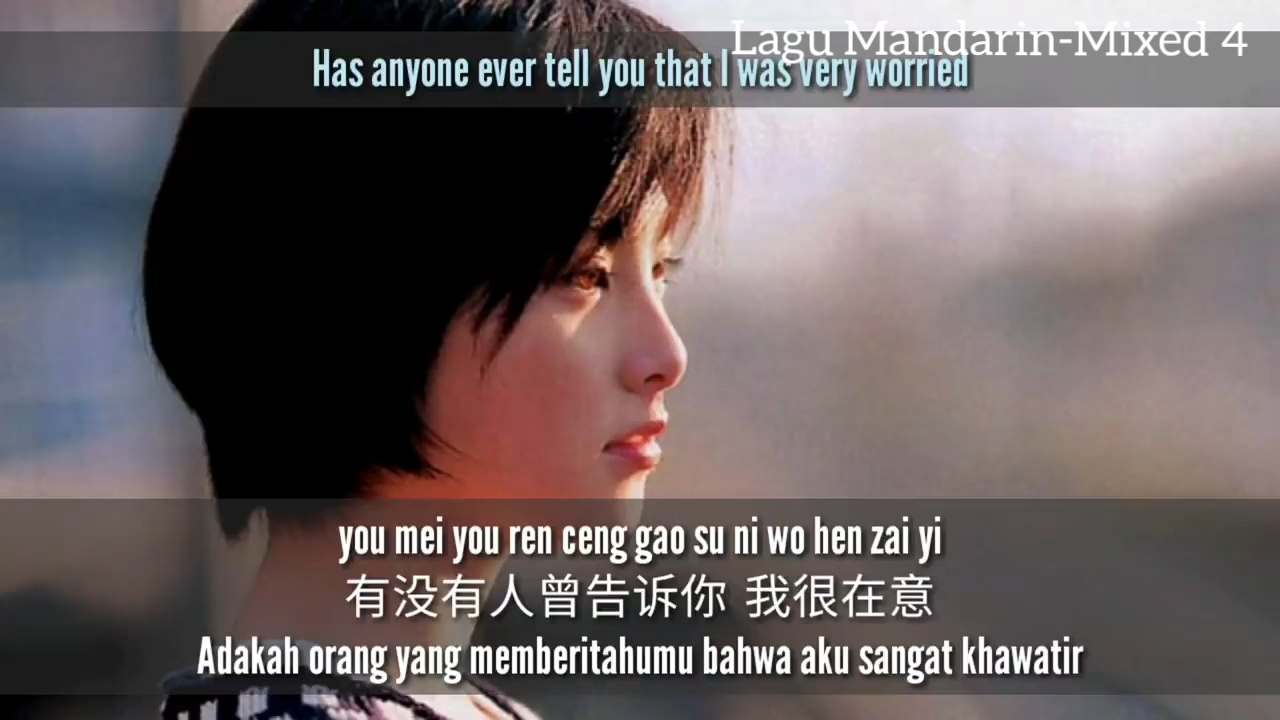 Lagu Mandarin-Mixed 4
Has anyone ever tell you that I was very worried
you mei you ren ceng gao su ni wo hen zai yi
有没有人曾告诉你 我很在意
Adakah orang yang memberitahumu bahwa aku sangat khawatir